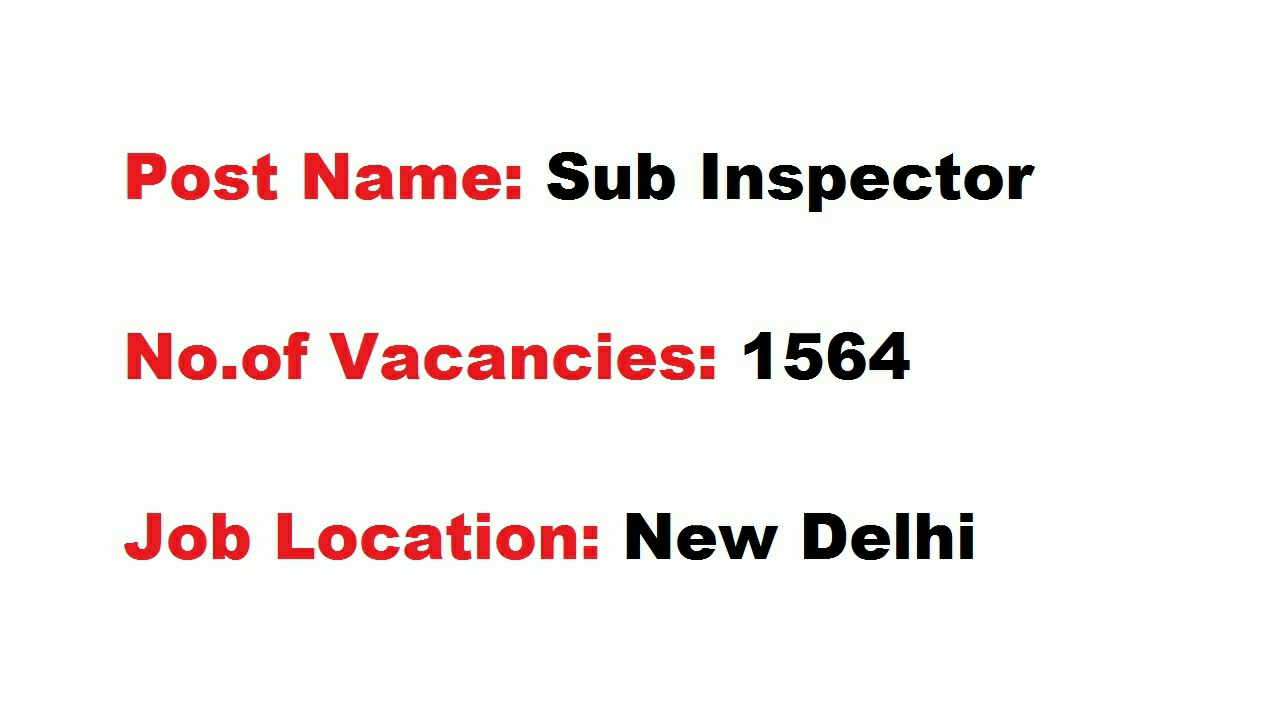 Post Name: Sub Inspector
No.of Vacancies: 1564
Job Location: New Delhi